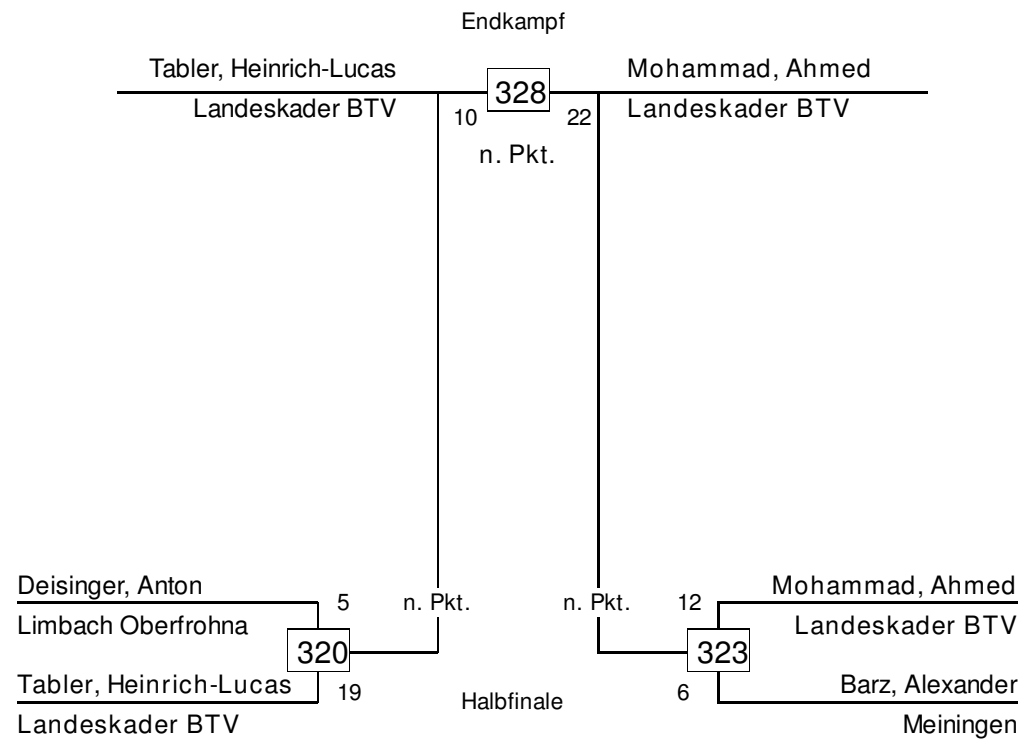 Endkampf
Tabler, Heinrich-Lucas 328 Mohammad, Ahmed
Landeskader BTV 10 22 Landeskader BTV
n. Pkt.
Deisinger, Anton 5 n. Pkt. n. Pkt. 12 Mohammad, Ahmed
Limbach Oberfrohna Landeskader BTV
320 323
Tabler, Heinrich-Lucas 19 Halbfinale 6 Barz, Alexander
Landeskader BTV Meiningen